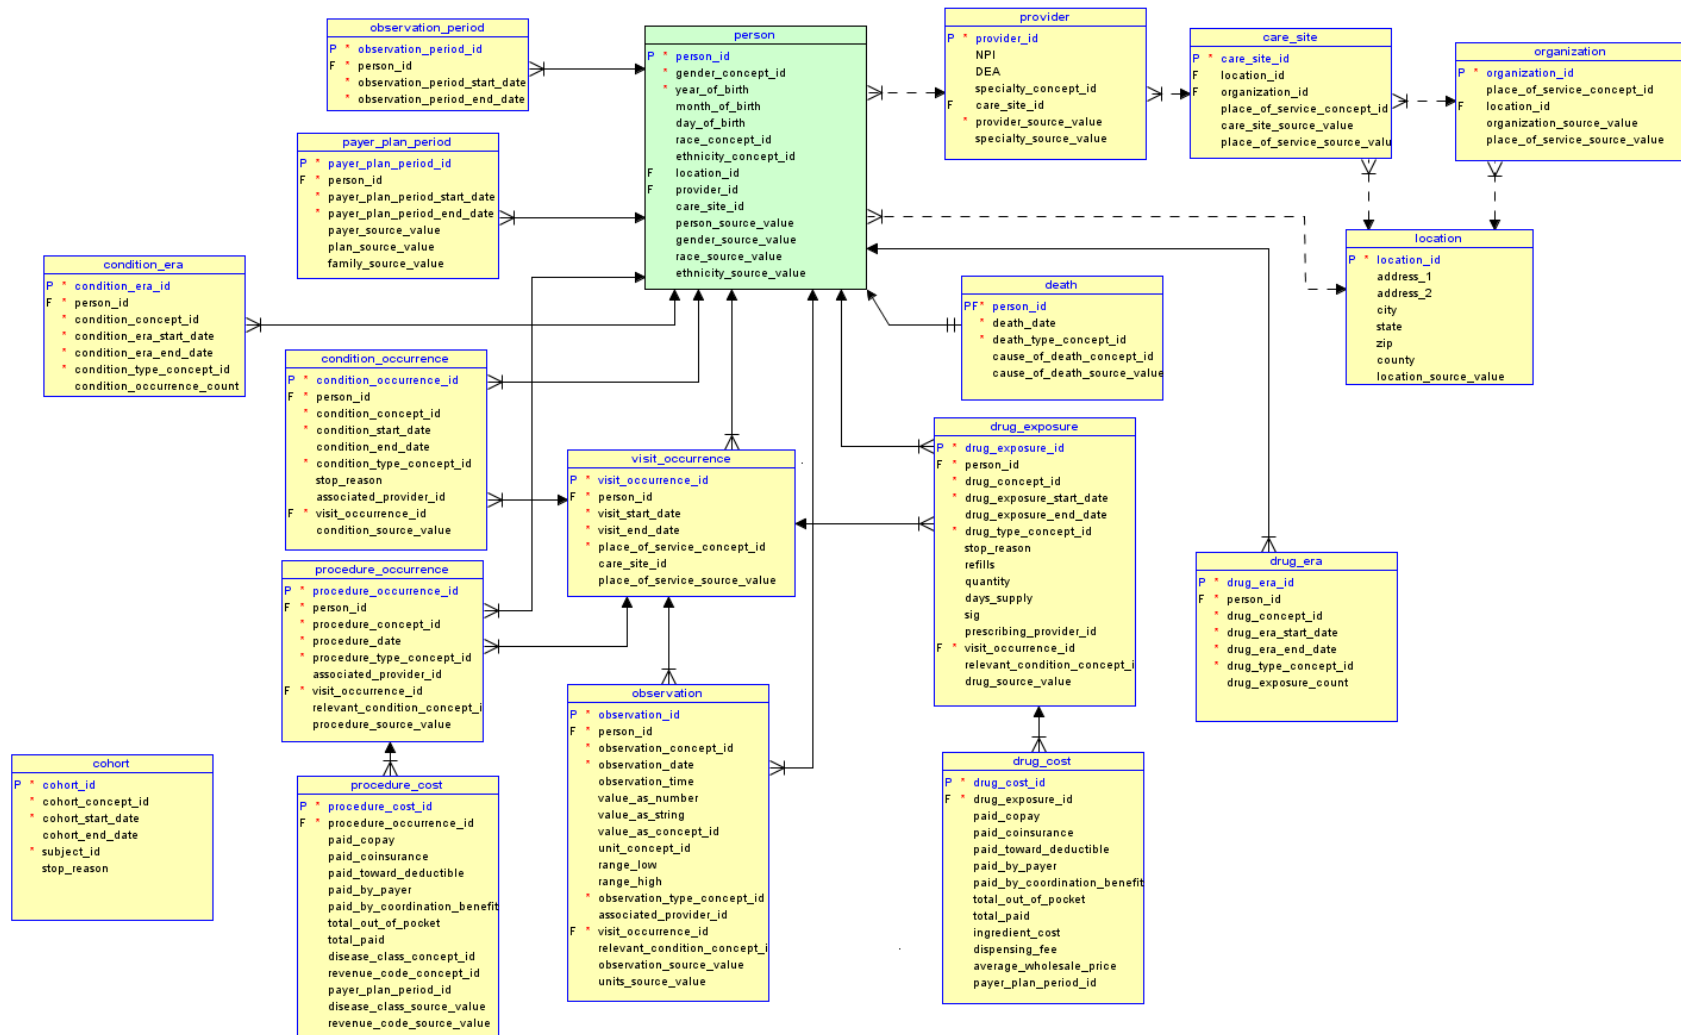 observation_period
P * observation_period_id
F * person_id
* observation_period_start_date
* observation_period_end_date
person
P * person_id
* gender_concept_id
* year_of_birth
month_of_birth
day_of_birth
race_concept_id
ethnicity_concept_id
F location_id
F provider_id
care_site_id
person_source_value
gender_source_value
race_source_value
ethnicity_source_value
provider
P * provider_id
NPI
DEA
specialty_concept_id
F care_site_id
* provider_source_value
specialty_source_value
care_site
P * care_site_id
F location_id
F organization_id
place_of_service_concept_id
care_site_source_value
place_of_service_source_valu
organization
P * organization_id
place_of_service_concept_id
F location_id
organization_source_value
place_of_service_source_value
payer_plan_period
P * payer_plan_period_id
F * person_id
* payer_plan_period_start_date
* payer_plan_period_end_date
payer_source_value
plan_source_value
family_source_value
location
P * location_id
address_1
address_2
city
state
zip
county
location_source_value
condition_era
P * condition_era_id
F * person_id
* condition_concept_id
* condition_era_start_date
* condition_era_end_date
* condition_type_concept_id
condition_occurrence_count
death
PF* person_id
* death_date
* death_type_concept_id
cause_of_death_concept_id
cause_of_death_source_value
condition_occurrence
P * condition_occurrence_id
F * person_id
* condition_concept_id
* condition_start_date
condition_end_date
* condition_type_concept_id
stop_reason
associated_provider_id
F * visit_occurrence_id
condition_source_value
visit_occurrence
P * visit_occurrence_id
F * person_id
* visit_start_date
* visit_end_date
* place_of_service_concept_id
care_site_id
place_of_service_source_value
drug_exposure
P * drug_exposure_id
F * person_id
* drug_concept_id
* drug_exposure_start_date
drug_exposure_end_date
* drug_type_concept_id
stop_reason
refills
quantity
days_supply
sig
prescribing_provider_id
F * visit_occurrence_id
relevant_condition_concept_i
drug_source_value
drug_era
P * drug_era_id
F * person_id
* drug_concept_id
* drug_era_start_date
* drug_era_end_date
* drug_type_concept_id
drug_exposure_count
procedure_occurrence
P * procedure_occurrence_id
F * person_id
* procedure_concept_id
* procedure_date
* procedure_type_concept_id
associated_provider_id
F * visit_occurrence_id
relevant_condition_concept_i
procedure_source_value
observation
P * observation_id
F * person_id
* observation_concept_id
* observation_date
observation_time
value_as_number
value_as_string
value_as_concept_id
unit_concept_id
range_low
range_high
* observation_type_concept_id
associated_provider_id
F * visit_occurrence_id
relevant_condition_concept_i
observation_source_value
units_source_value
cohort
P * cohort_id
* cohort_concept_id
* cohort_start_date
cohort_end_date
* subject_id
stop_reason
procedure_cost
P * procedure_cost_id
F * procedure_occurrence_id
paid_copay
paid_coinsurance
paid_toward_deductible
paid_by_payer
paid_by_coordination_benefit
total_out_of_pocket
total_paid
disease_class_concept_id
revenue_code_concept_id
payer_plan_period_id
disease_class_source_value
revenue_code_source_value
drug_cost
P * drug_cost_id
F * drug_exposure_id
paid_copay
paid_coinsurance
paid_toward_deductible
paid_by_payer
paid_by_coordination_benefit
total_out_of_pocket
total_paid
ingredient_cost
dispensing_fee
average_wholesale_price
payer_plan_period_id